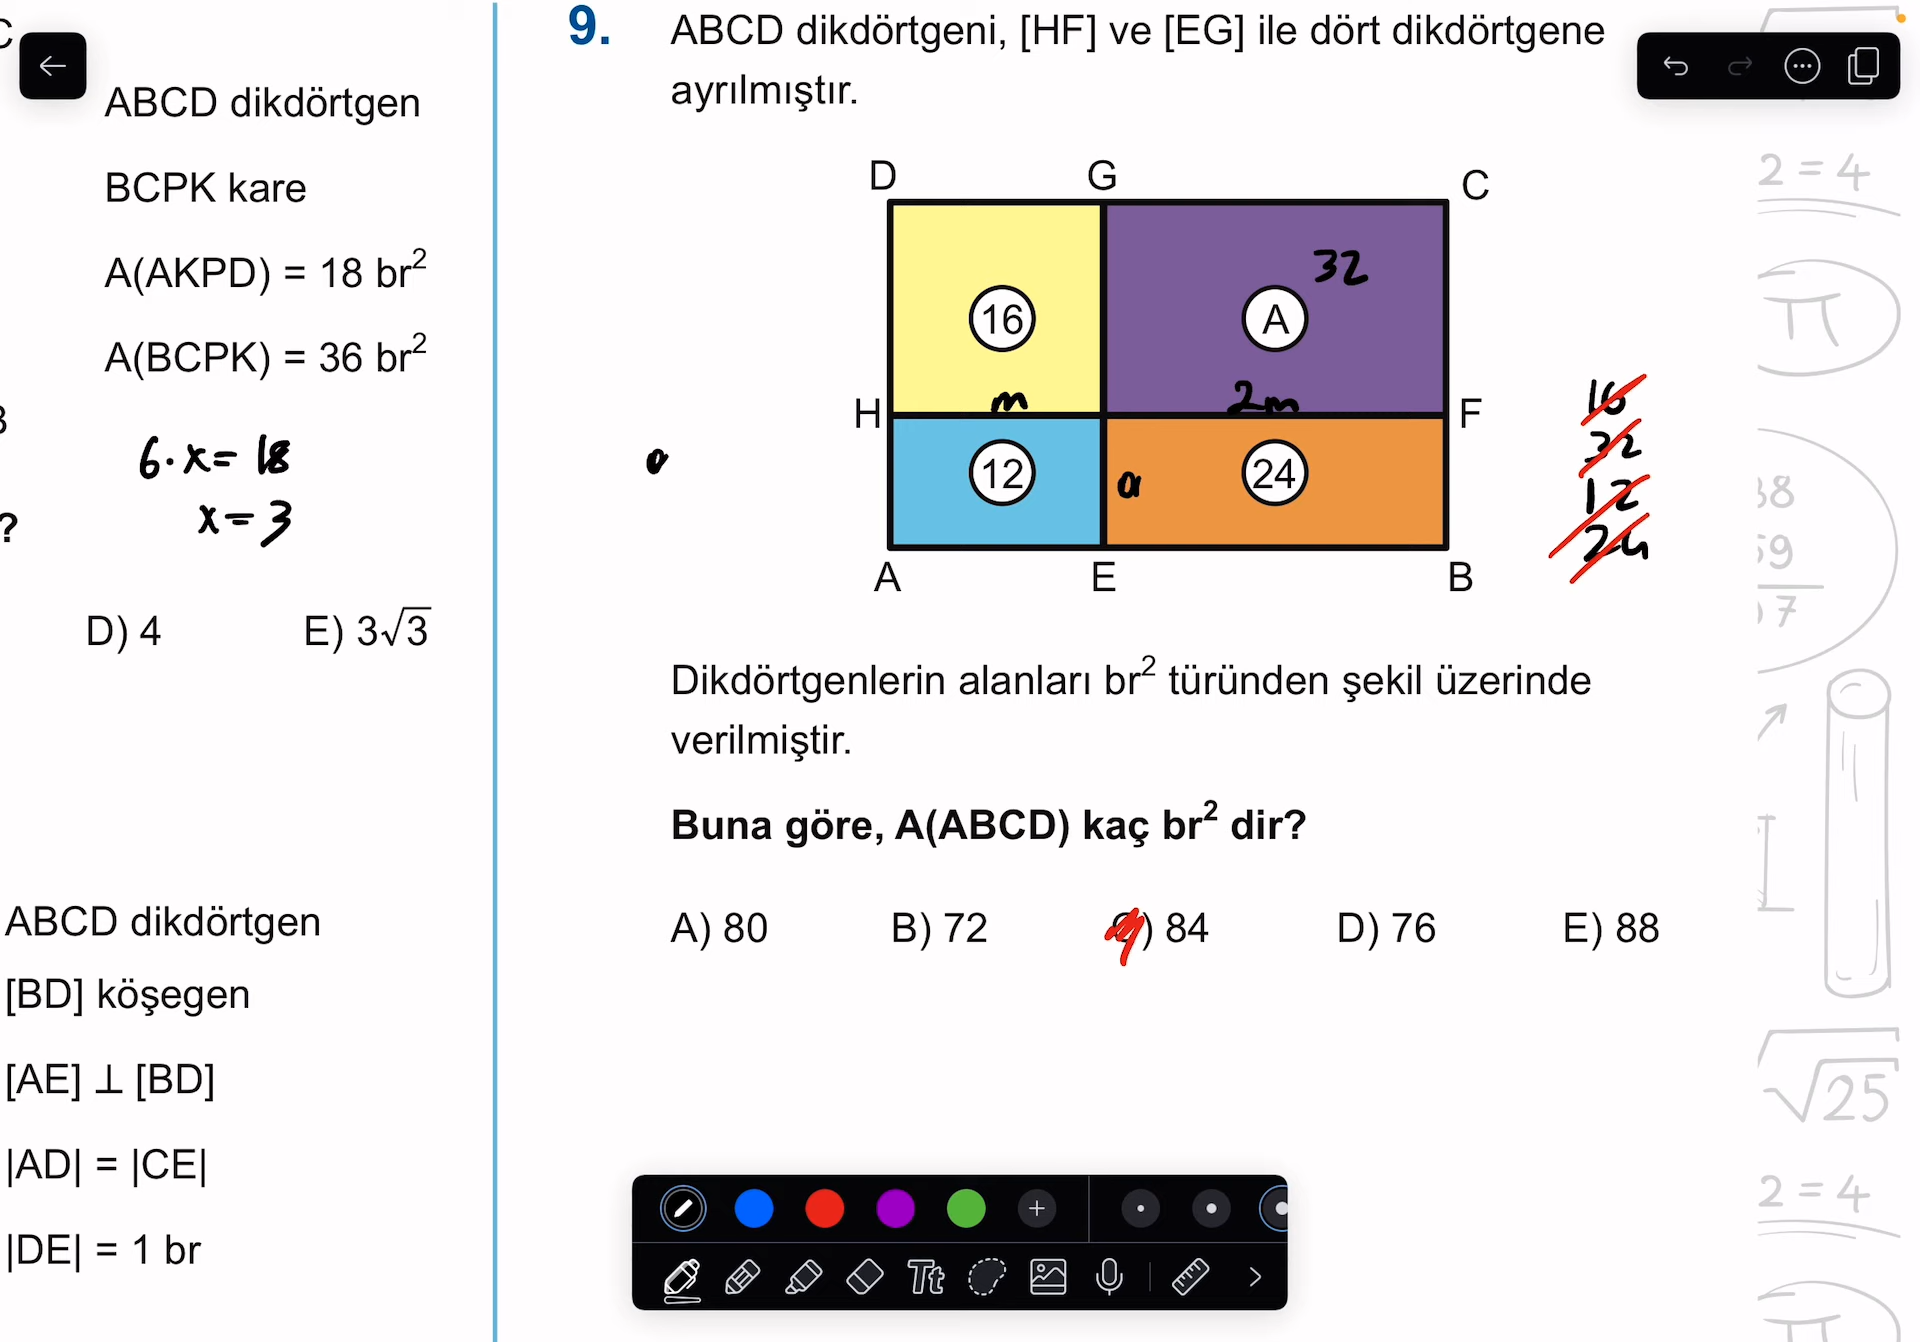 ABCD dikdörtgen
BCPK kare
A(AKPD) = 18 br²
A(BCPK) = 36 br²
6·x= 18
x=3
?
D) 4 E) 3√3
ABCD dikdörtgen
[BD] köşegen
[AE] ⊥ [BD]
|AD| = |CE|
|DE| = 1 br
9. ABCD dikdörtgeni, [HF] ve [EG] ile dört dikdörtgene
ayrılmıştır.
D G C
32
16 A
m 2m
H F
12 a 24
A E B
16
32
12
24
Dikdörtgenlerin alanları br² türünden şekil üzerinde
verilmiştir.
Buna göre, A(ABCD) kaç br² dir?
A) 80 B) 72 C) 84 D) 76 E) 88
Tt
2 = 4
π
√25
2 = 4
π